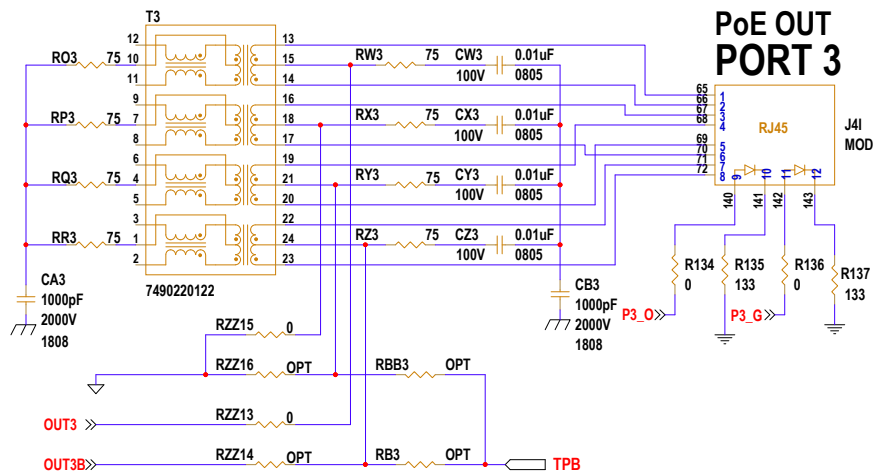 T3
PoE OUT
PORT 3
12 13
RO3 75 10 15 RW3 75 CW3 0.01uF
11 14 100V 0805
9 16
RP3 75 7 18 RX3 75 CX3 0.01uF
8 17 100V 0805
6 19
RQ3 75 4 21 RY3 75 CY3 0.01uF
5 20 100V 0805
3 22
RR3 75 1 24 RZ3 75 CZ3 0.01uF
2 23 100V 0805
7490220122
65 1
66 2
67 3
68 4
69 5
70 6
71 7
72 8
RJ45
J4I
MOD
9 10 11 12
140 141 142 143
R134
0
R135
133
R136
0
R137
133
P3_O
P3_G
CA3
1000pF
2000V
1808
CB3
1000pF
2000V
1808
RZZ15 0
RZZ16 OPT RBB3 OPT
OUT3 RZZ13 0
OUT3B RZZ14 OPT RB3 OPT TPB